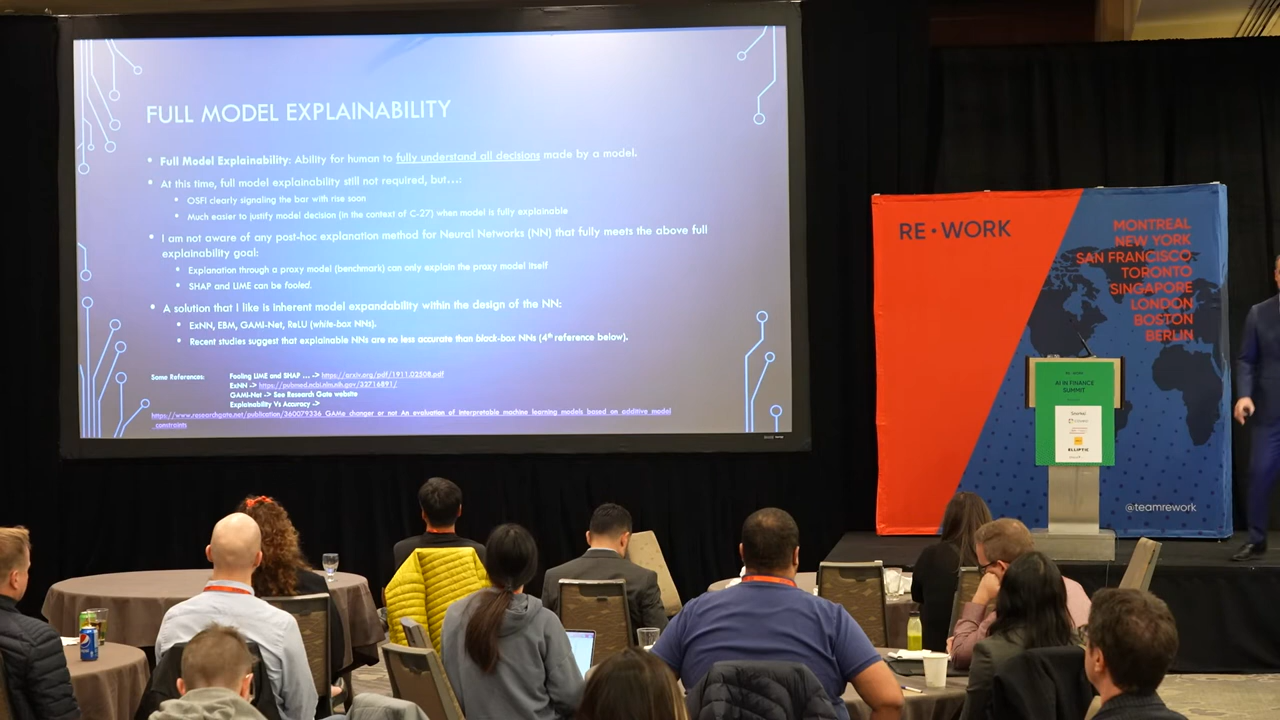 FULL MODEL EXPLAINABILITY
• Full Model Explainability: Ability for human to fully understand all decisions made by a model.
• At this time, full model explainability still not required, but…:
• OSFI clearly signaling the bar with rise soon
• Much easier to justify model decision (in the context of C-27) when model is fully explainable
• I am not aware of any post-hoc explanation method for Neural Networks (NN) that fully meets the above full
explainability goal:
• Explanation through a proxy model (benchmark) can only explain the proxy model itself
• SHAP and LIME can be fooled.
• A solution that I like is inherent model expandability within the design of the NN:
• ExNN, EBM, GAMI-Net, ReLU (white-box NNs).
• Recent studies suggest that explainable NNs are no less accurate than black-box NNs (4th reference below).
Some References: Fooling LIME and SHAP ... -> https://arxiv.org/pdf/1911.02508.pdf
ExNN -> https://pubmed.ncbi.nlm.nih.gov/32716891/
GAMI-Net -> See Research Gate website
Explainability Vs Accuracy ->
https://www.researchgate.net/publication/360079336_GAMe_changer_or_not_An_evaluation_of_interpretable_machine_learning_models_based_on_additive_model
_constraints
RE•WORK
MONTREAL
NEW YORK
SAN FRANCISCO
TORONTO
SINGAPORE
LONDON
BOSTON
BERLIN
RE•WORK
AI IN FINANCE
SUMMIT
ELLIPTIC
@teamrework